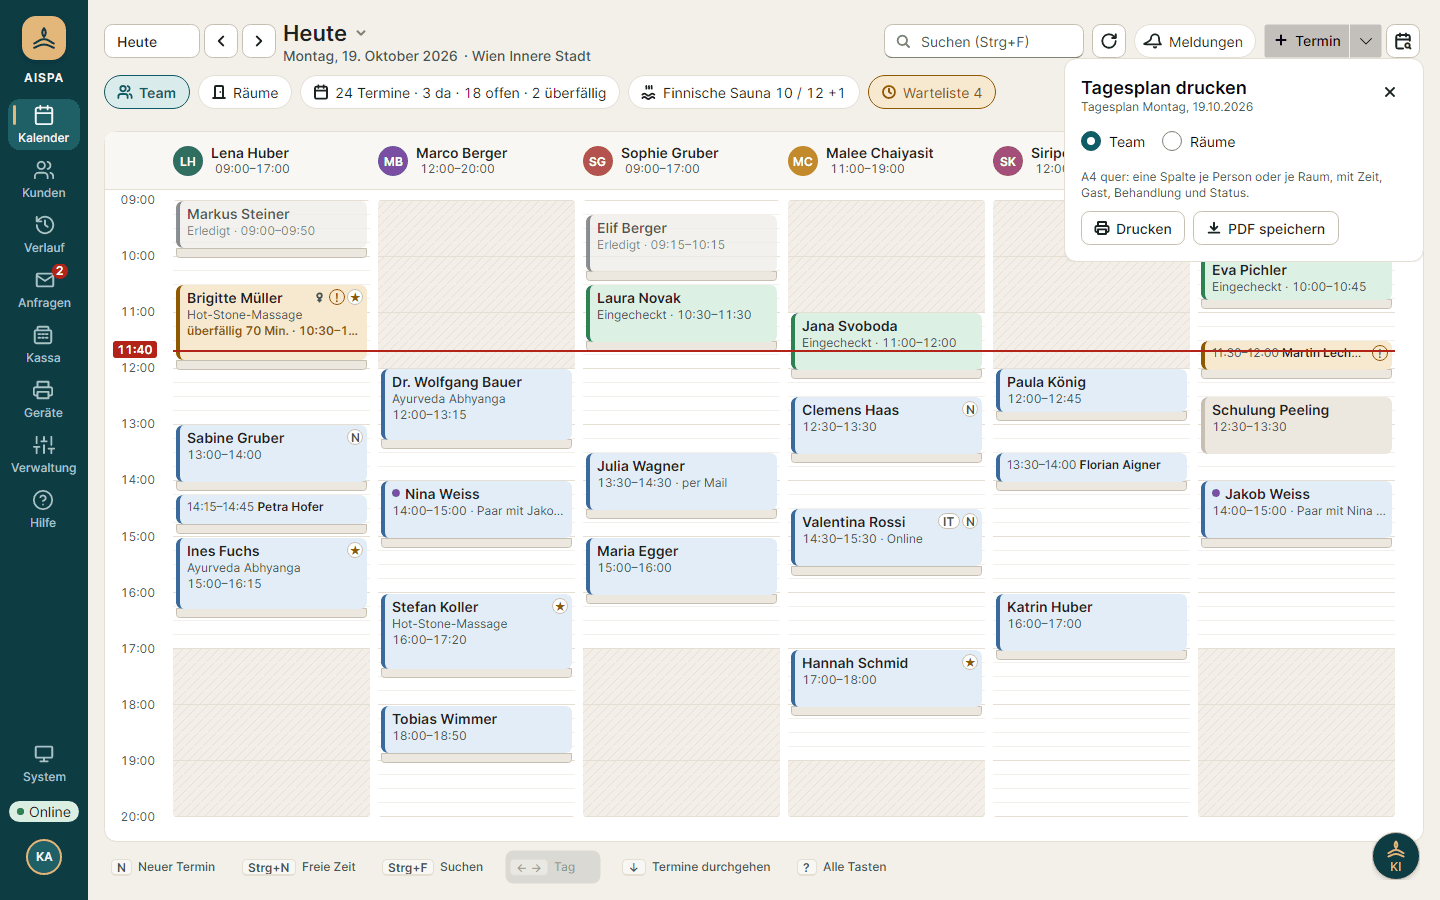 AISPA
Kalender
Kunden
Verlauf
2
Anfragen
Kassa
Geräte
Verwaltung
Hilfe
System
Online
KA
Heute
Heute
Montag, 19. Oktober 2026 · Wien Innere Stadt
Suchen (Strg+F)
Meldungen
+ Termin
Team
Räume
24 Termine · 3 da · 18 offen · 2 überfällig
Finnische Sauna 10 / 12 +1
Warteliste 4
Tagesplan drucken
Tagesplan Montag, 19.10.2026
Team
Räume
A4 quer: eine Spalte je Person oder je Raum, mit Zeit,
Gast, Behandlung und Status.
Drucken
PDF speichern
LH
Lena Huber
09:00–17:00
MB
Marco Berger
12:00–20:00
SG
Sophie Gruber
09:00–17:00
MC
Malee Chaiyasit
11:00–19:00
SK
09:00
10:00
11:00
11:40
12:00
13:00
14:00
15:00
16:00
17:00
18:00
19:00
20:00
Markus Steiner
Erledigt · 09:00–09:50
Brigitte Müller
Hot-Stone-Massage
überfällig 70 Min. · 10:30–1...
Sabine Gruber
N
13:00–14:00
14:15–14:45 Petra Hofer
Ines Fuchs
Ayurveda Abhyanga
15:00–16:15
Dr. Wolfgang Bauer
Ayurveda Abhyanga
12:00–13:15
Nina Weiss
14:00–15:00 · Paar mit Jako...
Stefan Koller
Hot-Stone-Massage
16:00–17:20
Tobias Wimmer
18:00–18:50
Elif Berger
Erledigt · 09:15–10:15
Laura Novak
Eingecheckt · 10:30–11:30
Julia Wagner
13:30–14:30 · per Mail
Maria Egger
15:00–16:00
Jana Svoboda
Eingecheckt · 11:00–12:00
Clemens Haas
N
12:30–13:30
Valentina Rossi
IT N
14:30–15:30 · Online
Hannah Schmid
17:00–18:00
Paula König
12:00–12:45
13:30–14:00 Florian Aigner
Katrin Huber
16:00–17:00
Eva Pichler
Eingecheckt · 10:00–10:45
11:30–12:00 Martin Lech...
Schulung Peeling
12:30–13:30
Jakob Weiss
14:00–15:00 · Paar mit Nina ...
N Neuer Termin
Strg+N Freie Zeit
Strg+F Suchen
← → Tag
↓ Termine durchgehen
? Alle Tasten
KI